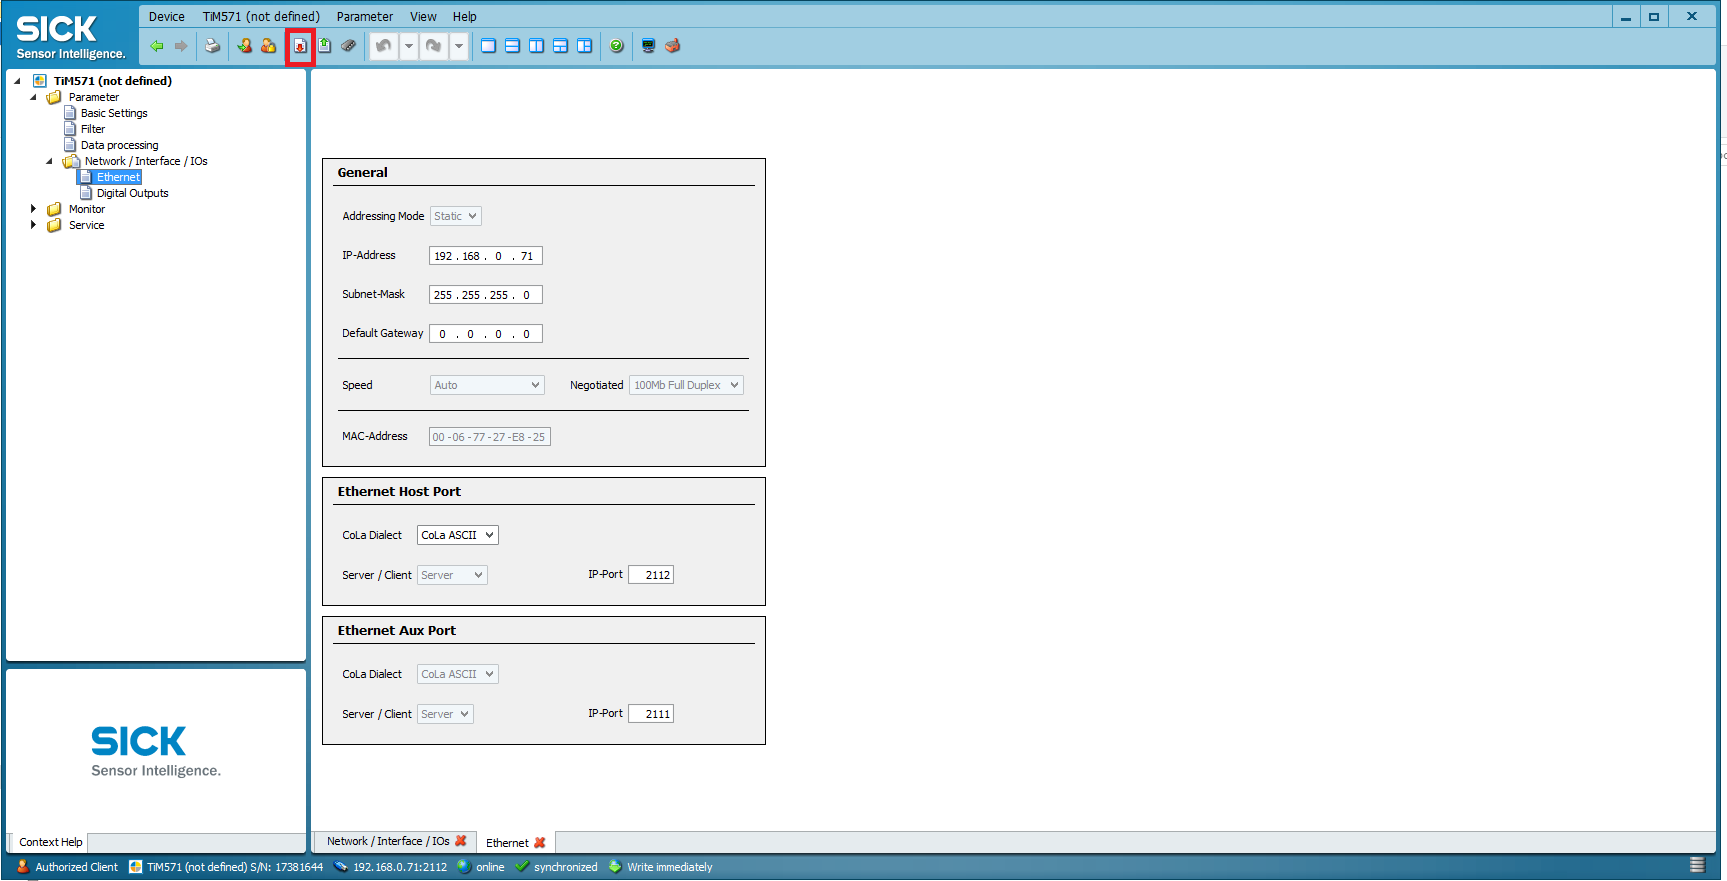 SICK
Sensor Intelligence.
Device TiM571 (not defined) Parameter View Help
TiM571 (not defined)
Parameter
Basic Settings
Filter
Data processing
Network / Interface / IOs
Ethernet
Digital Outputs
Monitor
Service
General
Addressing Mode Static
IP-Address 192 . 168 . 0 . 71
Subnet-Mask 255 . 255 . 255 . 0
Default Gateway 0 . 0 . 0 . 0
Speed Auto Negotiated 100Mb Full Duplex
MAC-Address 00 - 06 - 77 - 27 - E8 - 25
Ethernet Host Port
CoLa Dialect CoLa ASCII
Server / Client Server IP-Port 2112
Ethernet Aux Port
CoLa Dialect CoLa ASCII
Server / Client Server IP-Port 2111
SICK
Sensor Intelligence.
Context Help
Network / Interface / IOs Ethernet
Authorized Client TiM571 (not defined) S/N: 17381644 192.168.0.71:2112 online synchronized Write immediately